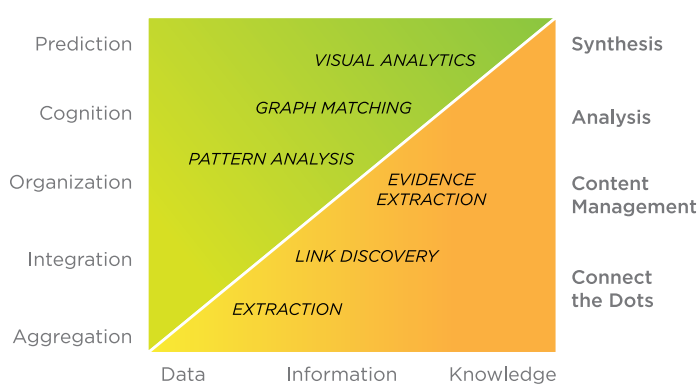 Prediction
Cognition
Organization
Integration
Aggregation
VISUAL ANALYTICS
GRAPH MATCHING
PATTERN ANALYSIS
EVIDENCE
EXTRACTION
LINK DISCOVERY
EXTRACTION
Synthesis
Analysis
Content
Management
Connect
the Dots
Data
Information
Knowledge